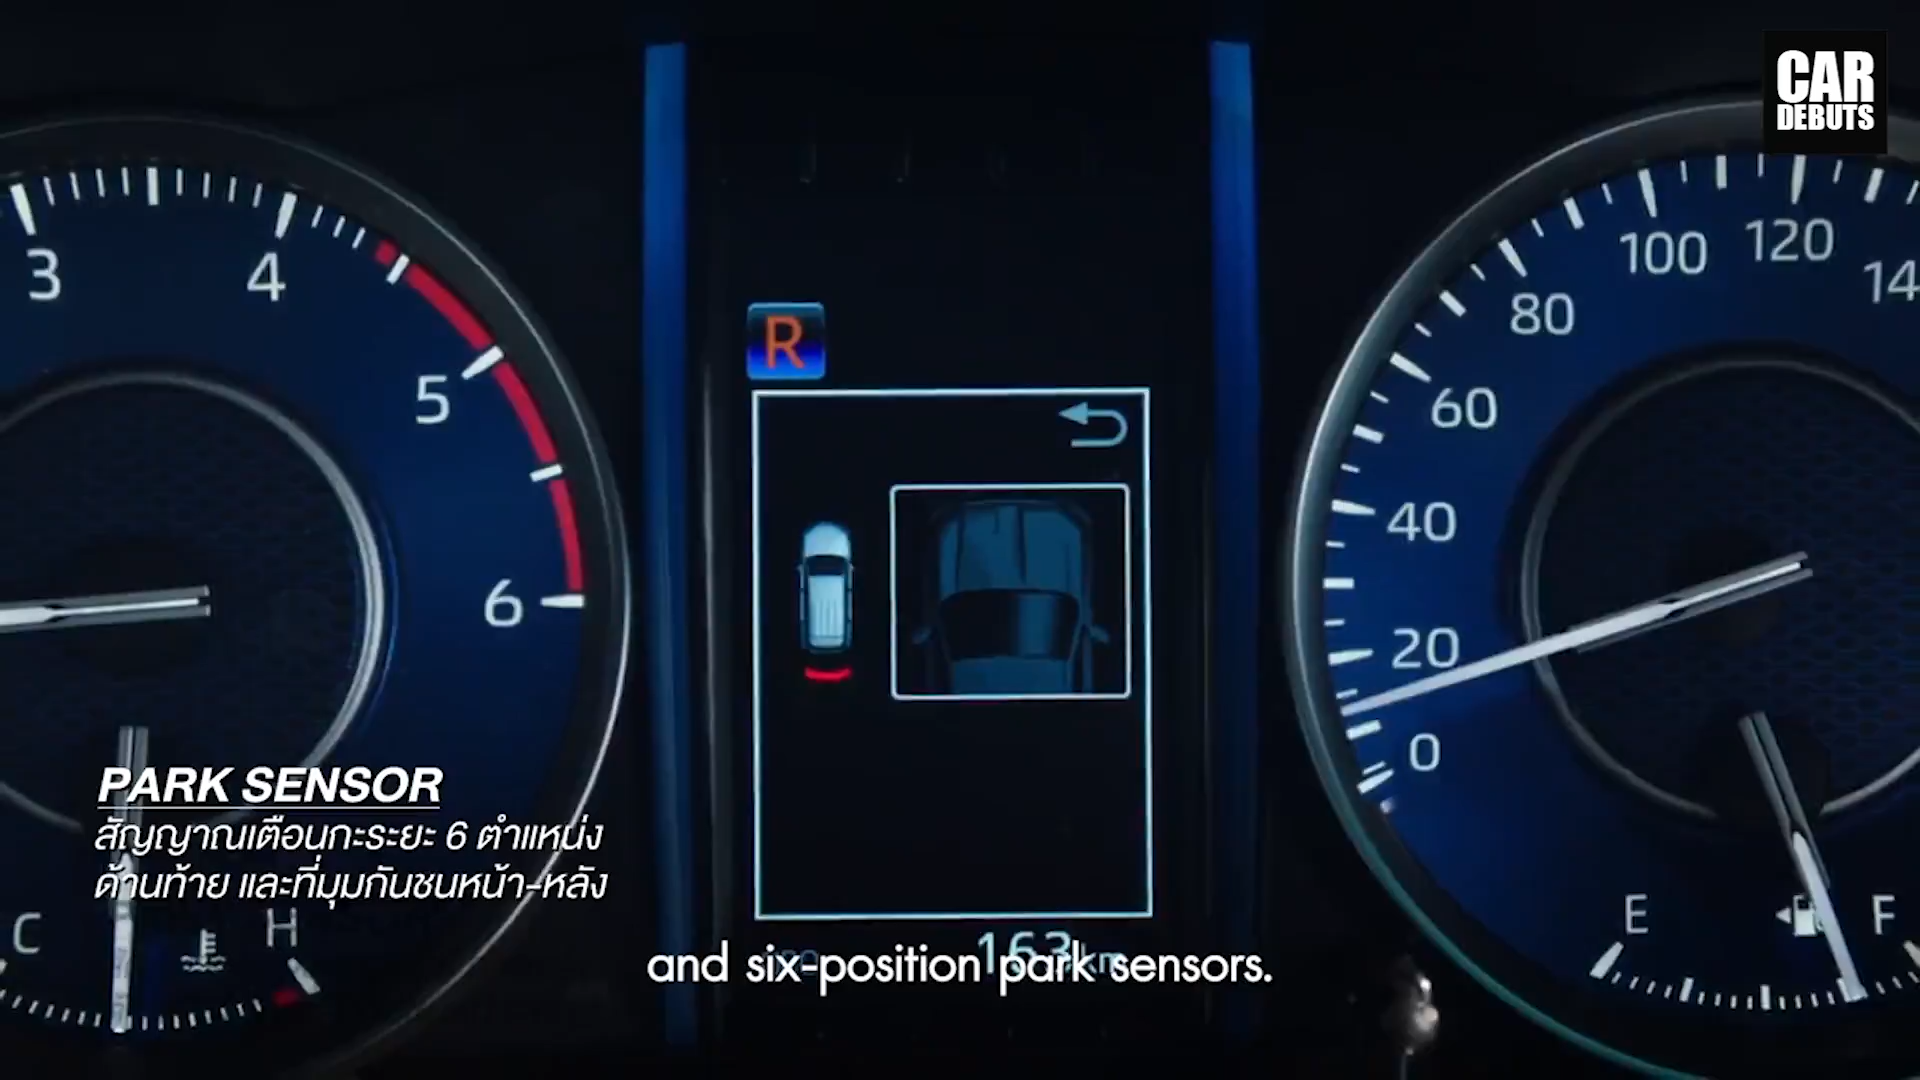 CAR
DEBUTS
3
4
5
6
R
80
100
120
14
60
40
20
0
PARK SENSOR
สัญญาณเตือนกะระยะ 6 ตำแหน่ง
ด้านท้าย และที่มุมกันชนหน้า-หลัง
C
H
E
F
163 km
and six-position park sensors.